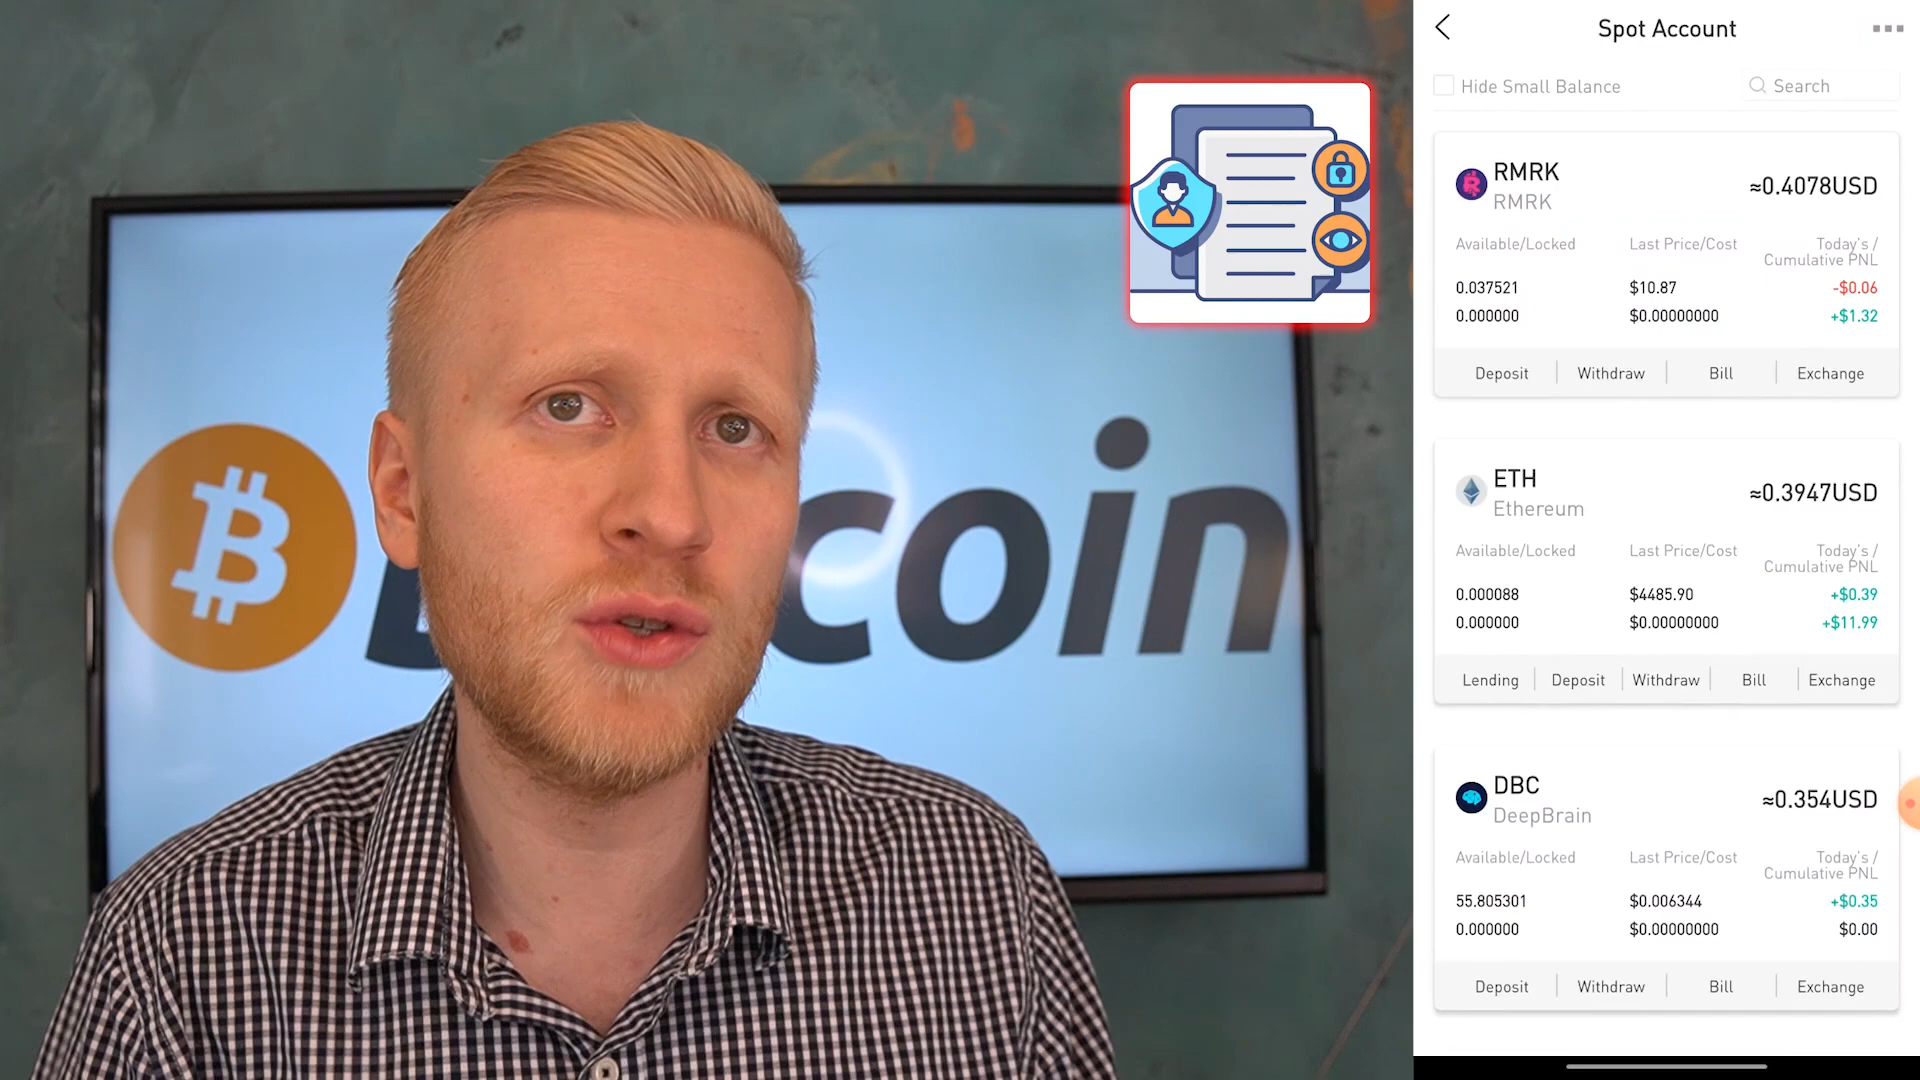 Bitcoin
Spot Account
Hide Small Balance
Search
RMRK
RMRK
≈0.4078USD
Available/Locked Last Price/Cost Today's /
Cumulative PNL
0.037521 $10.87 -$0.06
0.000000 $0.00000000 +$1.32
Deposit Withdraw Bill Exchange
ETH
Ethereum
≈0.3947USD
Available/Locked Last Price/Cost Today's /
Cumulative PNL
0.000088 $4485.90 +$0.39
0.000000 $0.00000000 +$11.99
Lending Deposit Withdraw Bill Exchange
DBC
DeepBrain
≈0.354USD
Available/Locked Last Price/Cost Today's /
Cumulative PNL
55.805301 $0.006344 +$0.35
0.000000 $0.00000000 $0.00
Deposit Withdraw Bill Exchange